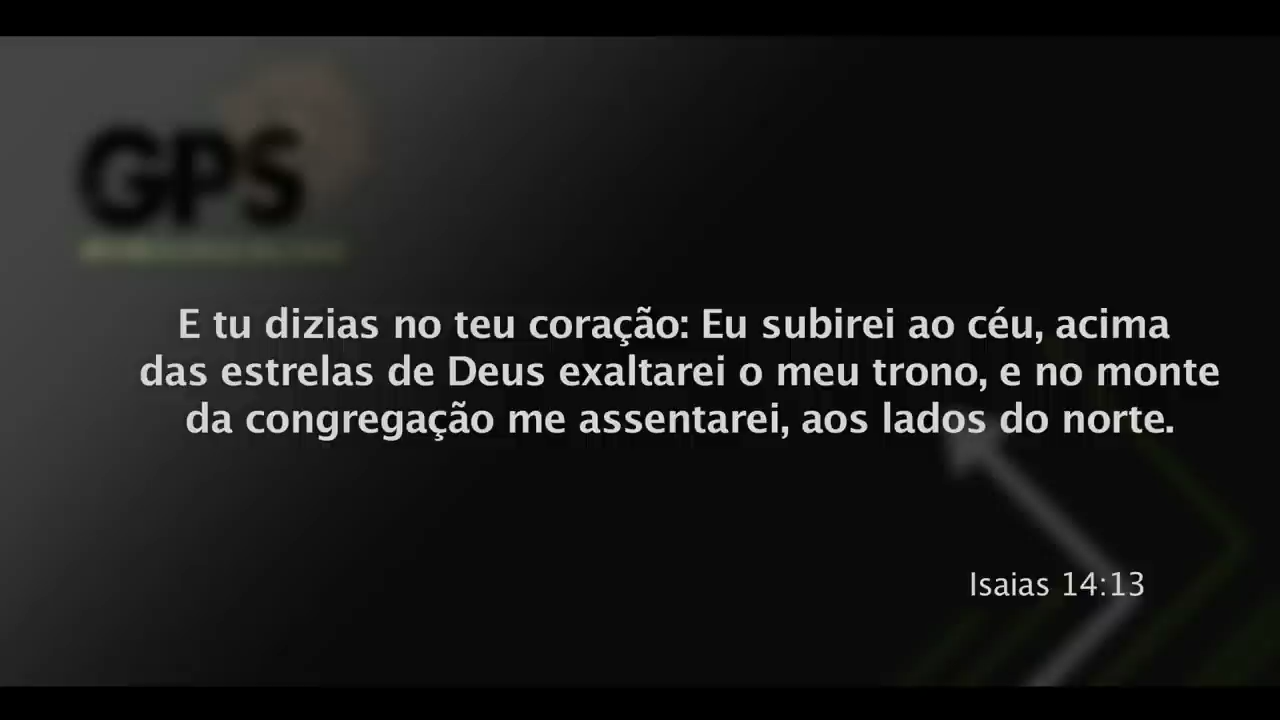 GPS
E tu dizias no teu coração: Eu subirei ao céu, acima
das estrelas de Deus exaltarei o meu trono, e no monte
da congregação me assentarei, aos lados do norte.
Isaias 14:13